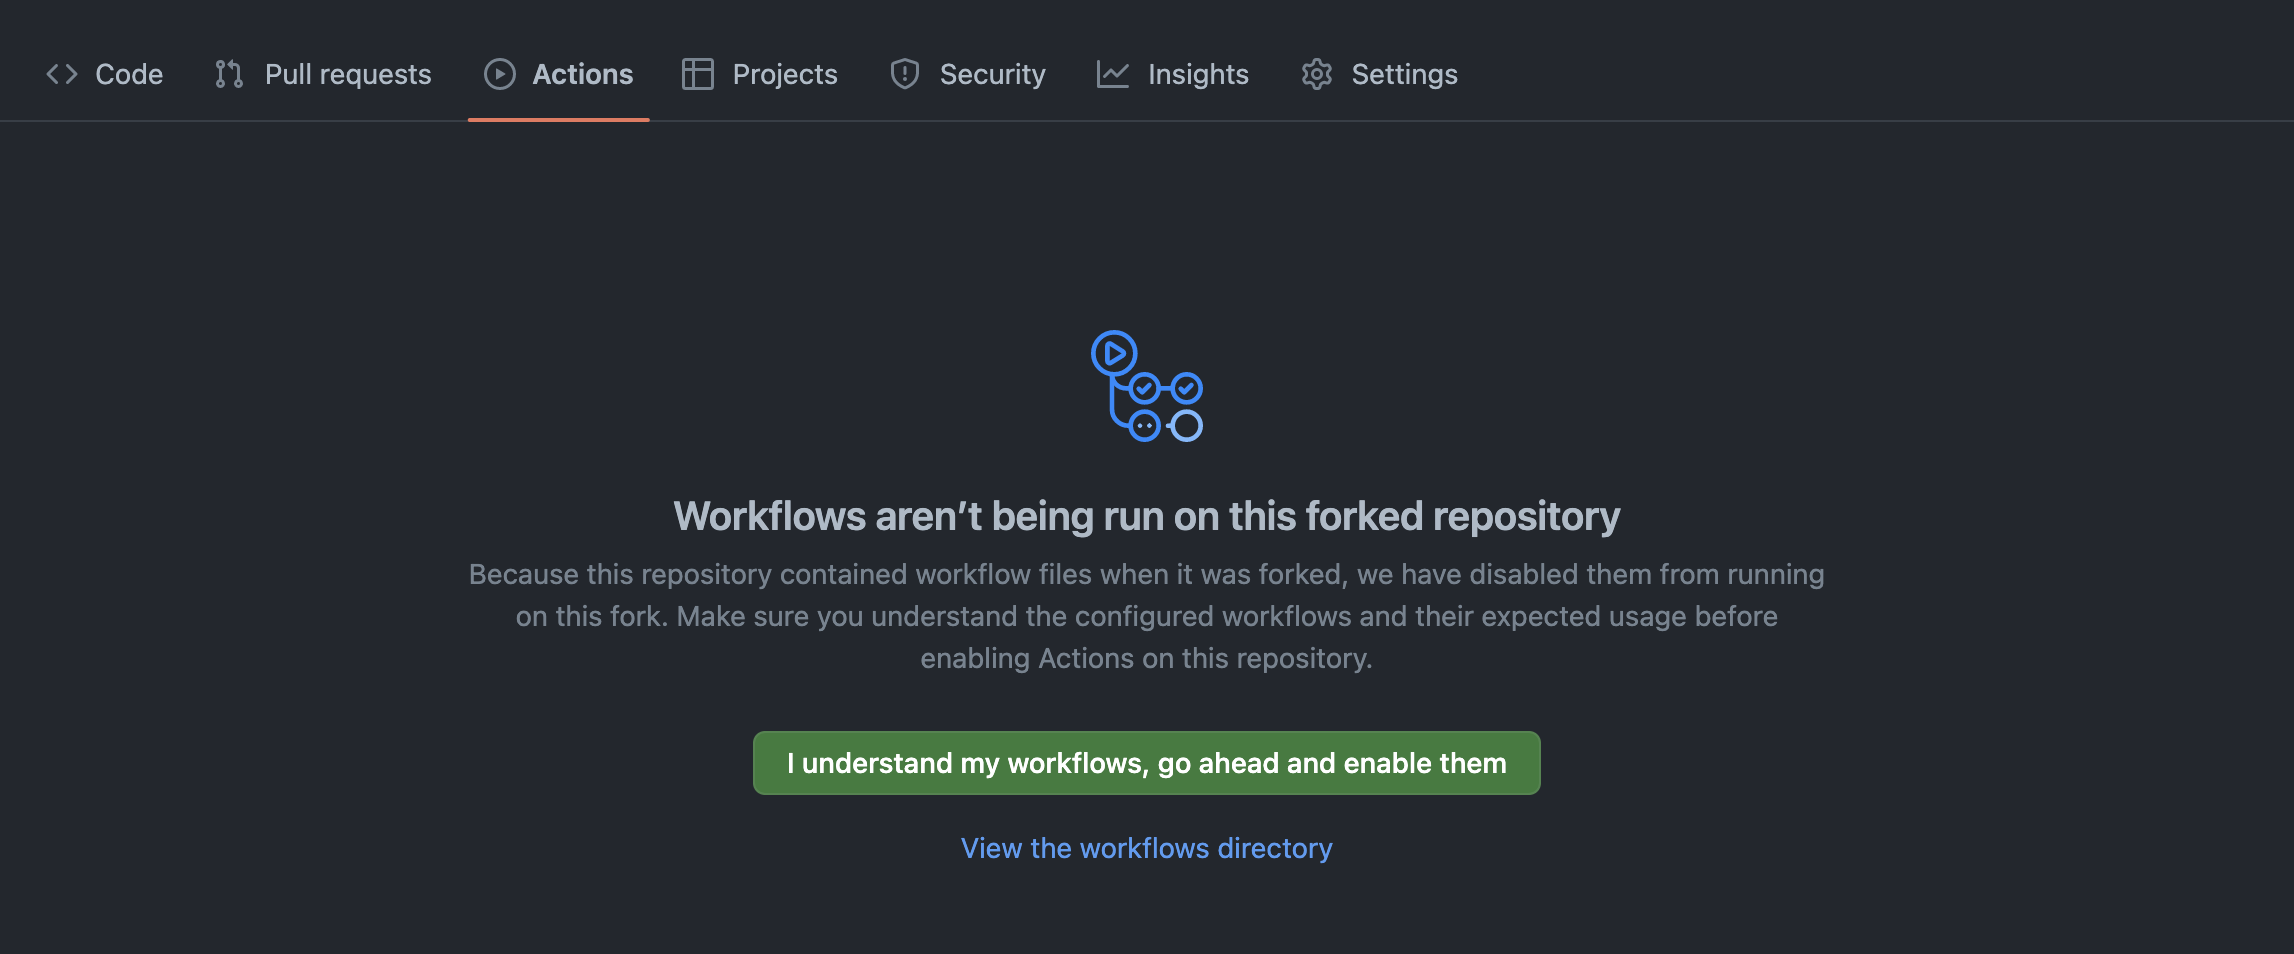 Code Pull requests Actions Projects Security Insights Settings
Workflows aren’t being run on this forked repository
Because this repository contained workflow files when it was forked, we have disabled them from running
on this fork. Make sure you understand the configured workflows and their expected usage before
enabling Actions on this repository.
I understand my workflows, go ahead and enable them
View the workflows directory